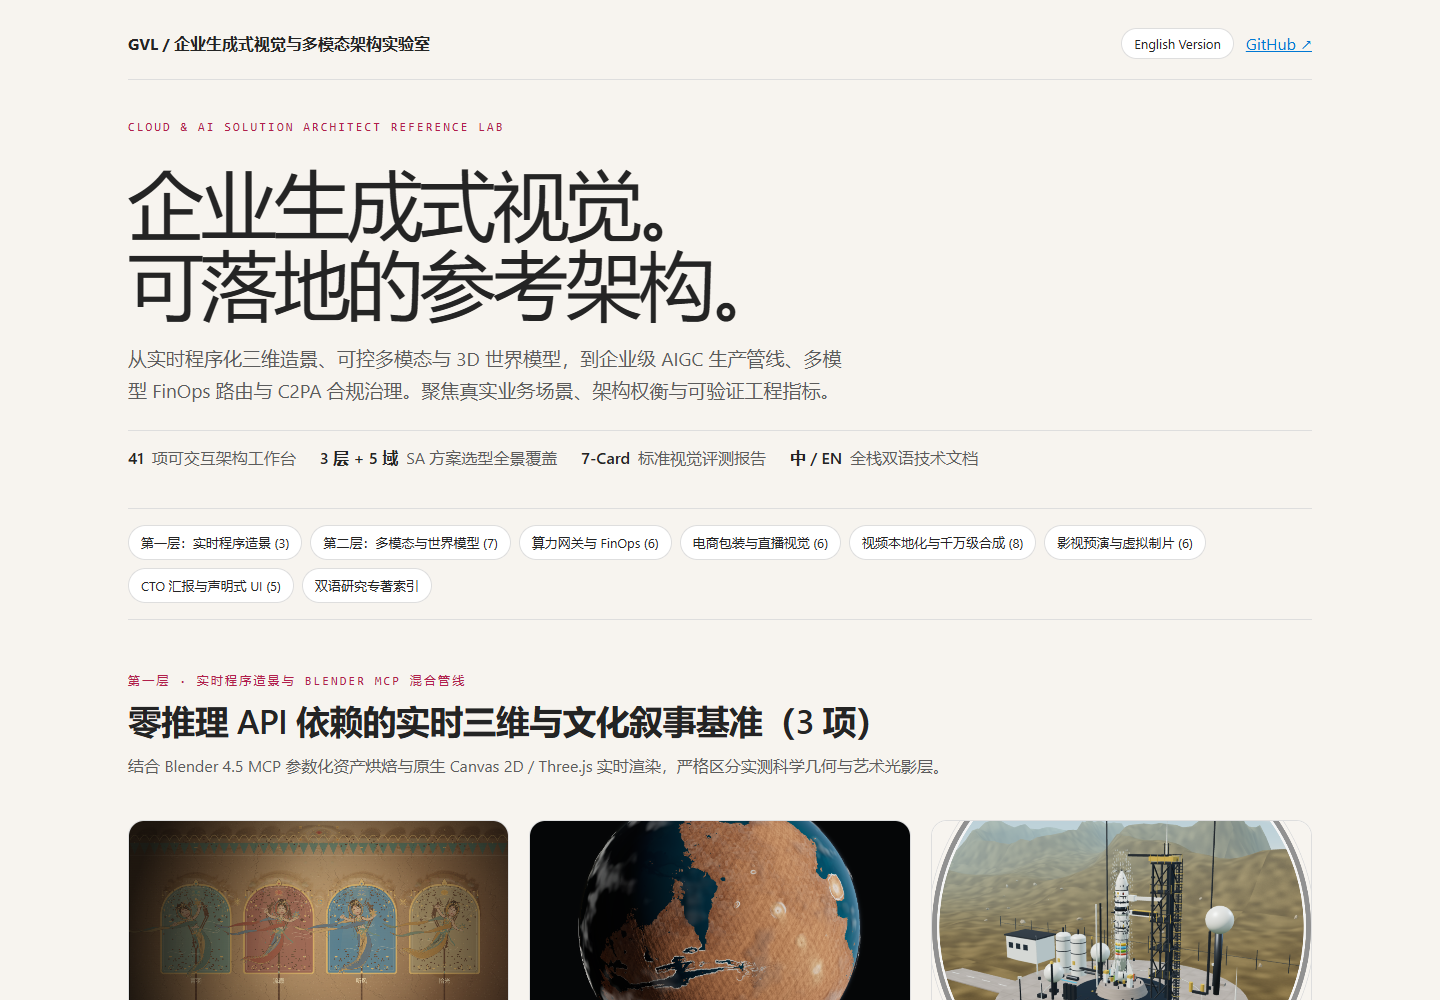 GVL / 企业生成式视觉与多模态架构实验室
English Version
GitHub ↗
CLOUD & AI SOLUTION ARCHITECT REFERENCE LAB
企业生成式视觉。
可落地的参考架构。
从实时程序化三维造景、可控多模态与 3D 世界模型，到企业级 AIGC 生产管线、多模
型 FinOps 路由与 C2PA 合规治理。聚焦真实业务场景、架构权衡与可验证工程指标。
41 项可交互架构工作台 3 层 + 5 域 SA 方案选型全景覆盖 7-Card 标准视觉评测报告 中 / EN 全栈双语技术文档
第一层：实时程序造景 (3)
第二层：多模态与世界模型 (7)
算力网关与 FinOps (6)
电商包装与直播视觉 (6)
视频本地化与千万级合成 (8)
影视预演与虚拟制片 (6)
CTO 汇报与声明式 UI (5)
双语研究专著索引
第一层 · 实时程序造景与 BLENDER MCP 混合管线
零推理 API 依赖的实时三维与文化叙事基准（3 项）
结合 Blender 4.5 MCP 参数化资产烘焙与原生 Canvas 2D / Three.js 实时渲染，严格区分实测科学几何与艺术光影层。